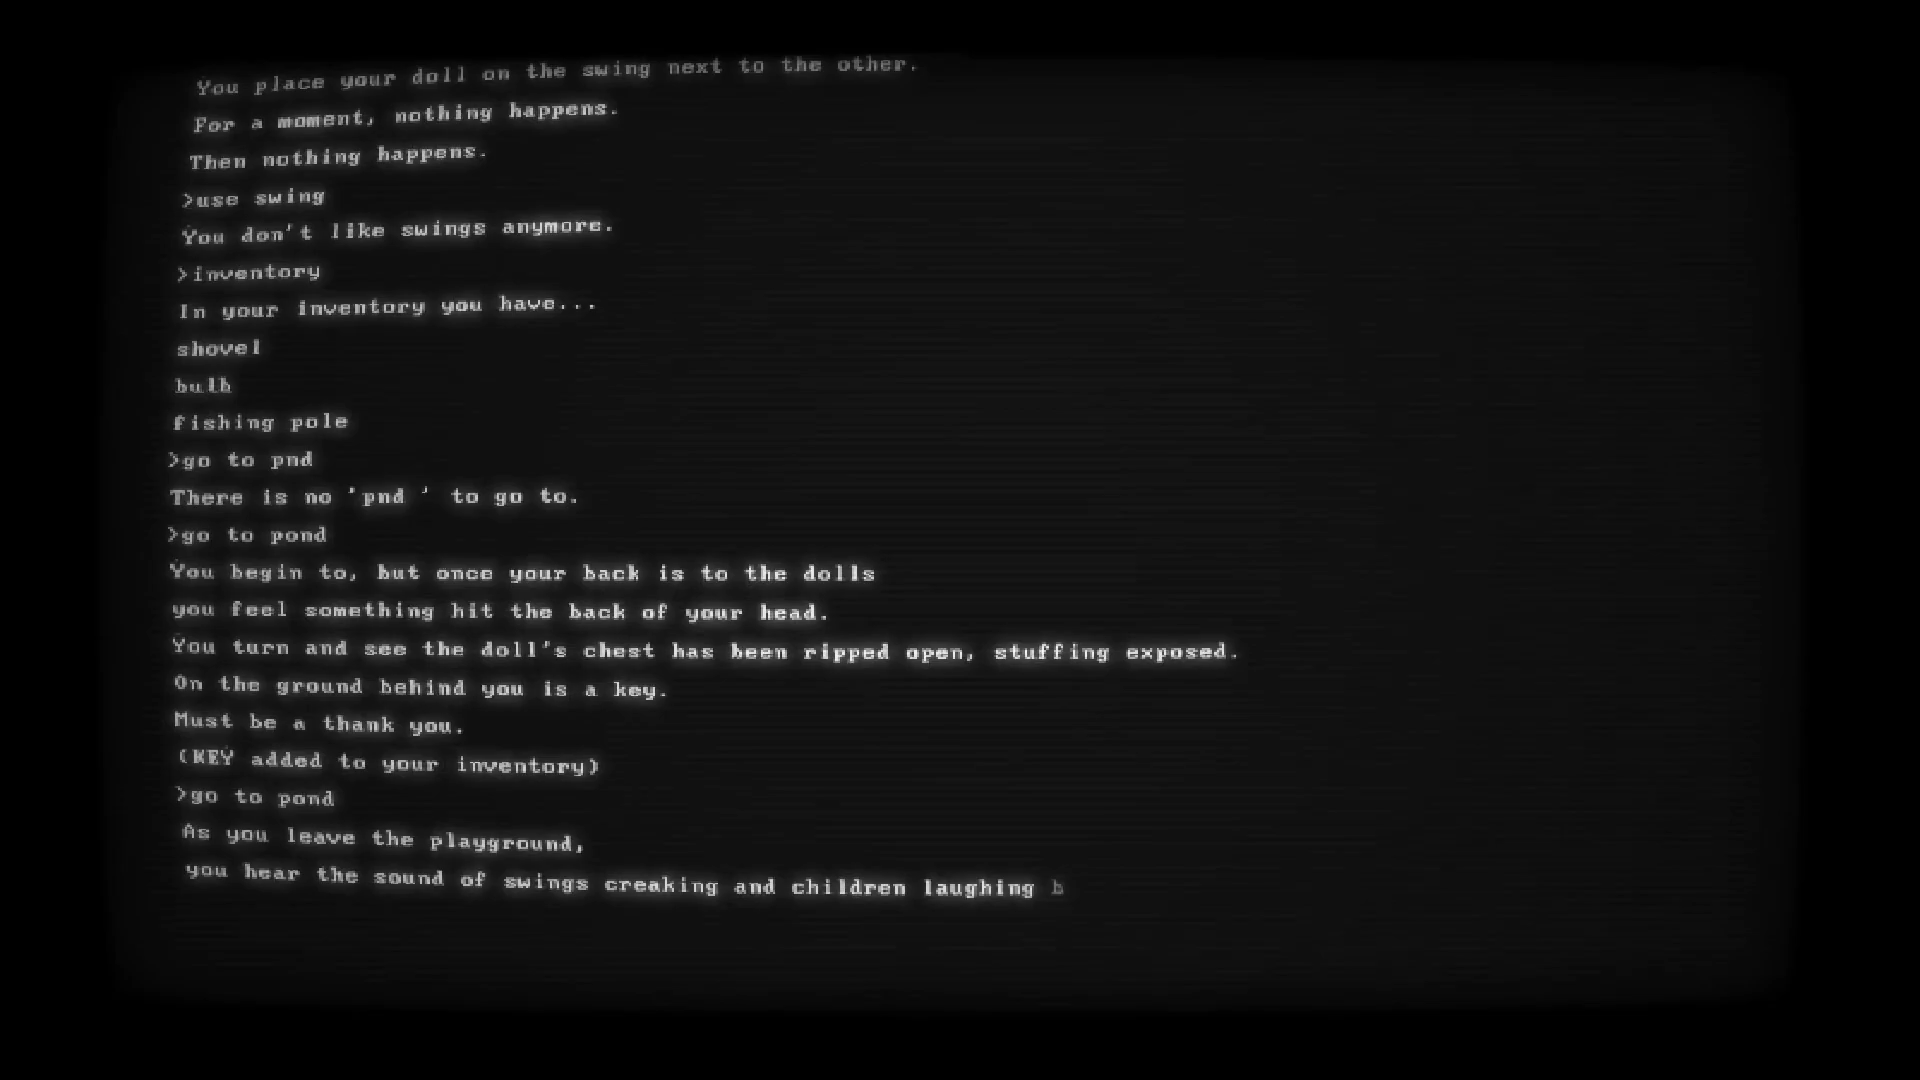 You place your doll on the swing next to the other.
For a moment, nothing happens.
Then nothing happens.
>use swing
You don't like swings anymore.
>inventory
In your inventory you have...
shovel
bulb
fishing pole
>go to pnd
There is no 'pnd ' to go to.
>go to pond
You begin to, but once your back is to the dolls
you feel something hit the back of your head.
You turn and see the doll's chest has been ripped open, stuffing exposed.
On the ground behind you is a key.
Must be a thank you.
(KEY added to your inventory)
>go to pond
As you leave the playground,
you hear the sound of swings creaking and children laughing b